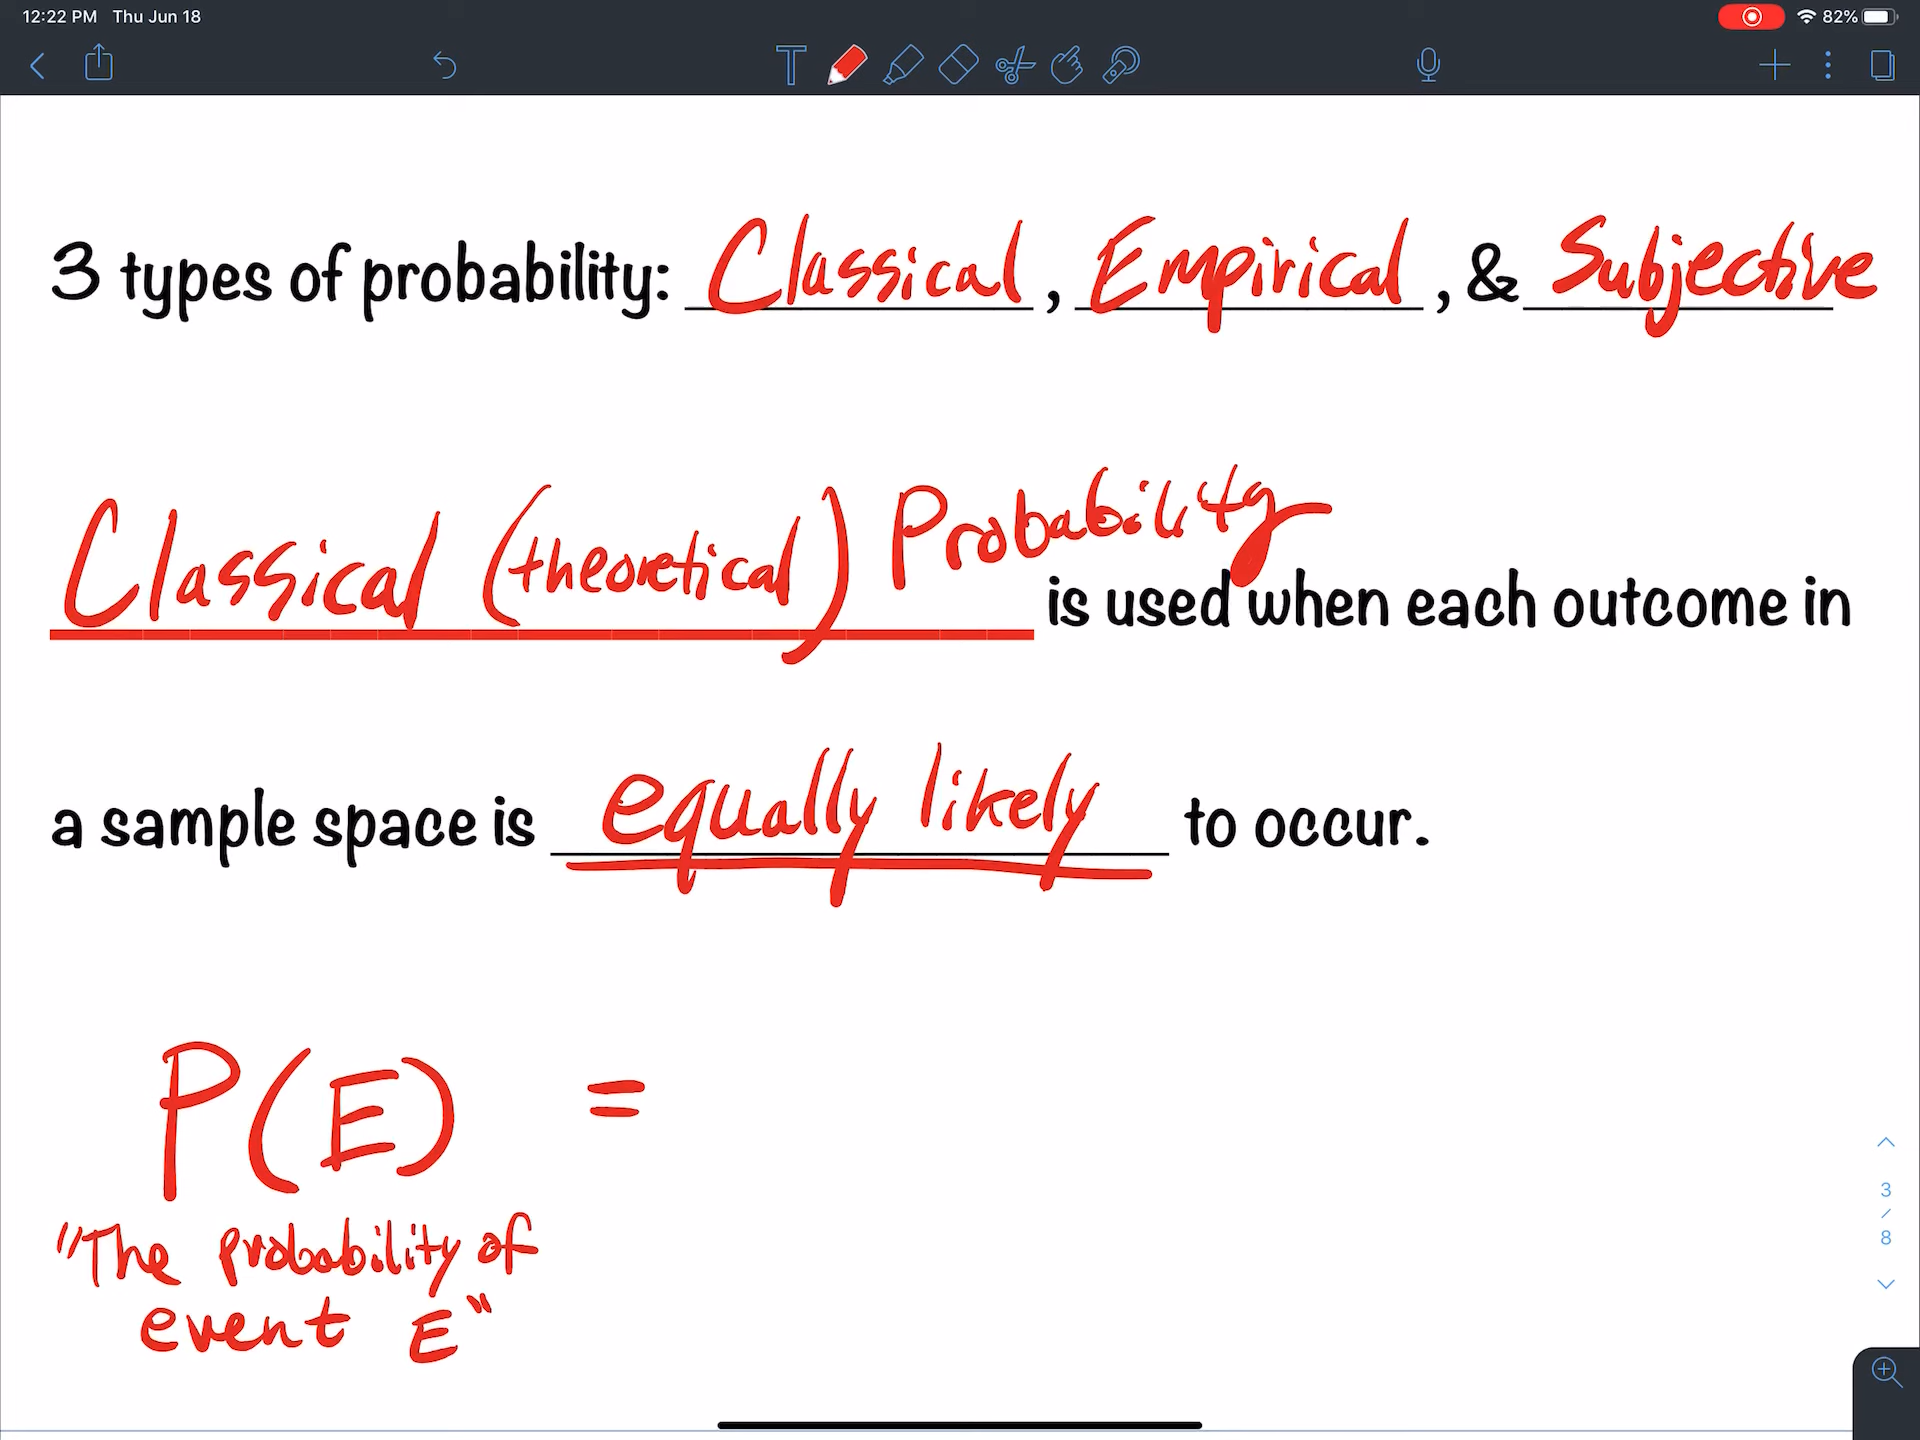 12:22 PM Thu Jun 18 82%
3 types of probability: Classical, Empirical, & Subjective
Classical (theoretical) Probability is used when each outcome in
a sample space is equally likely to occur.
P(E) =
"The probability of
event E"
3
/
8